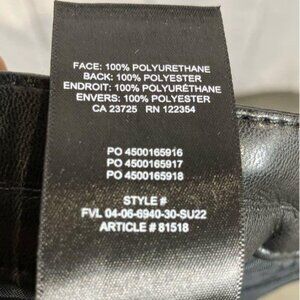 FACE: 100% POLYURETHANE
BACK: 100% POLYESTER
ENDROIT: 100% POLYURÉTHANE
ENVERS: 100% POLYESTER
CA 23725 RN 122354
PO 4500165916
PO 4500165917
PO 4500165918
STYLE #
FVL 04-06-6940-30-SU22
ARTICLE # 81518